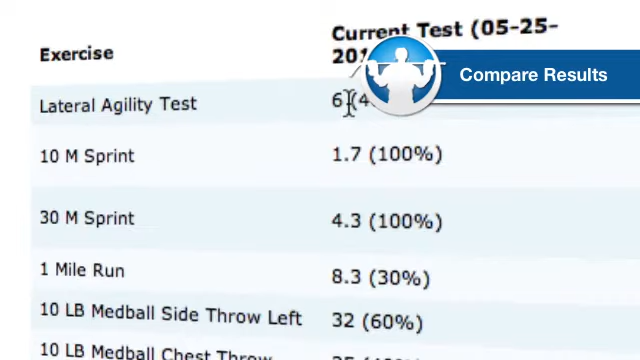 Exercise
Current Test (05-25-
Compare Results
Lateral Agility Test 6
10 M Sprint 1.7 (100%)
30 M Sprint 4.3 (100%)
1 Mile Run 8.3 (30%)
10 LB Medball Side Throw Left 32 (60%)
10 LB Medball Chest Throw